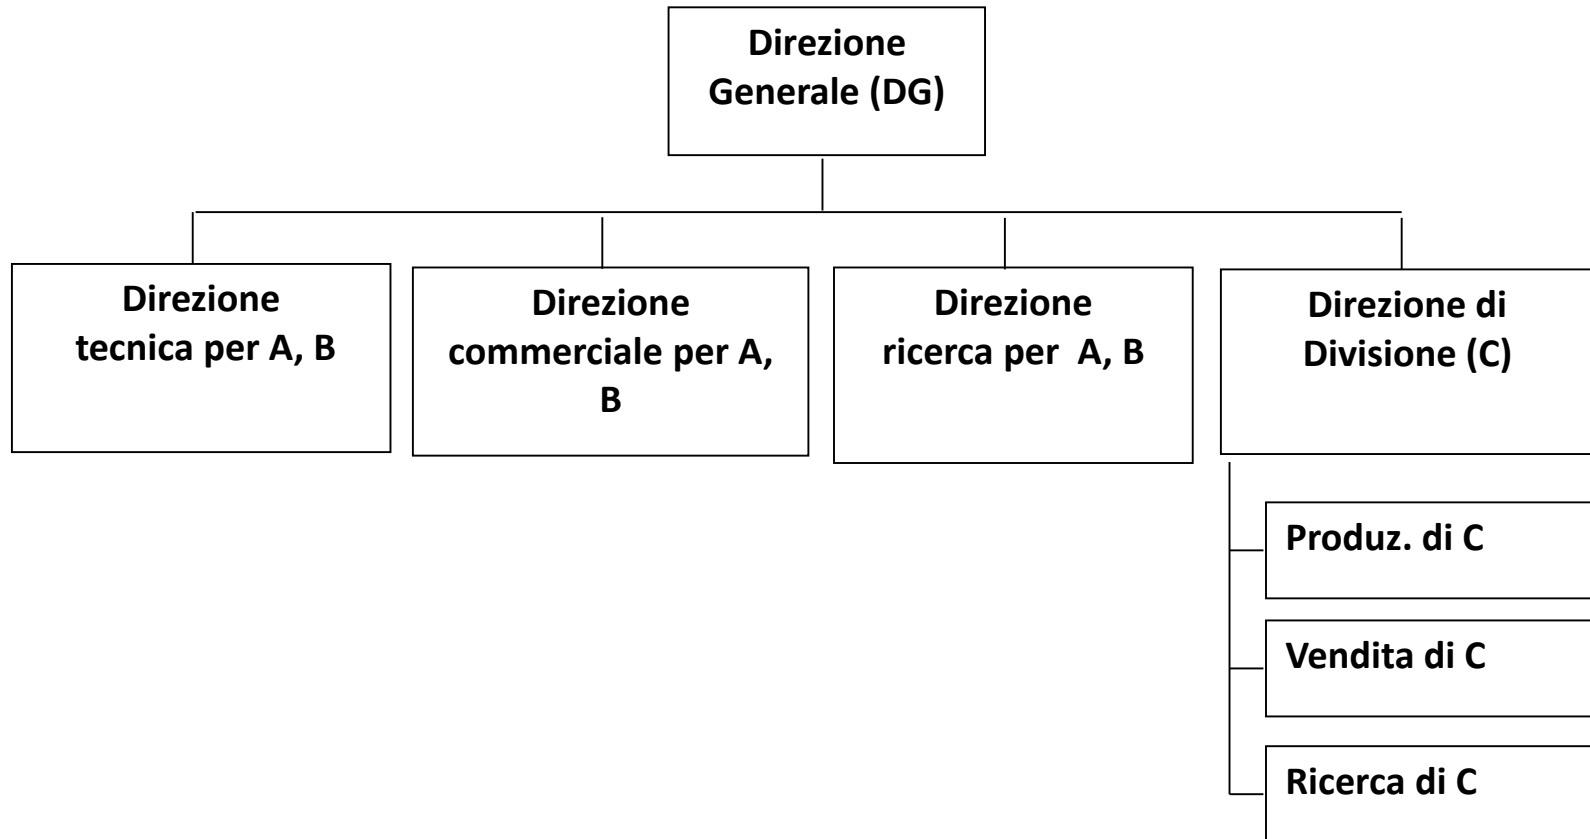 Direzione
Generale (DG)
Direzione
tecnica per A, B
Direzione
commerciale per A,
B
Direzione
ricerca per  A, B
Direzione di
Divisione (C)
Produz. di C
Vendita di C
Ricerca di C